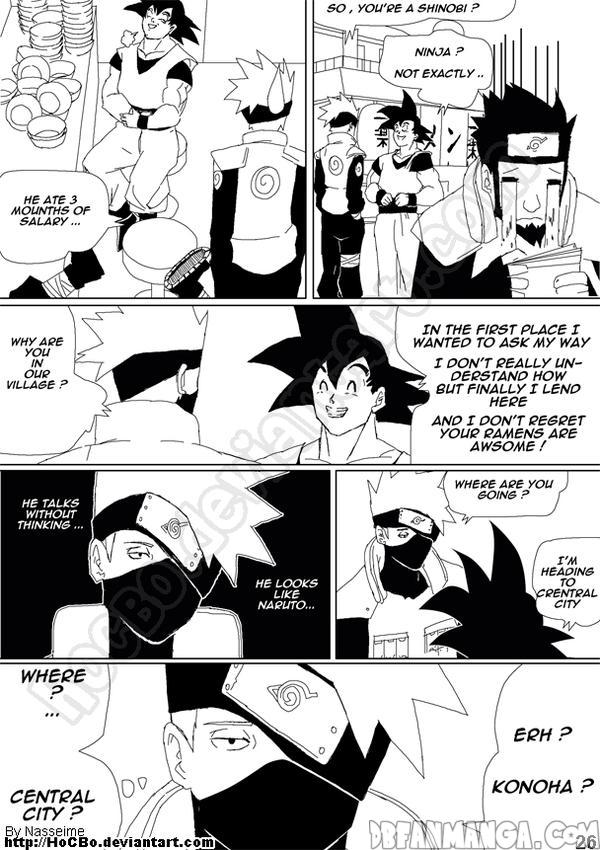 HE ATE 3
MOUNTHS OF
SALARY ...
SO , YOU'RE A SHINOBI ?
NINJA ?
NOT EXACTLY ..
WHY ARE
YOU
IN
OUR
VILLAGE ?
IN THE FIRST PLACE I
WANTED TO ASK MY WAY
I DON'T REALLY UN-
DERSTAND HOW
BUT FINALLY I LEND
HERE
AND I DON'T REGRET
YOUR RAMENS ARE
AWSOME !
HE TALKS
WITHOUT
THINKING ...
HE LOOKS
LIKE
NARUTO...
WHERE ARE YOU
GOING ?
I'M
HEADING
TO
CRENTRAL
CITY
WHERE
?
...
CENTRAL
CITY ?
ERH ?
KONOHA ?
By Nasseime
http://HoCBo.deviantart.com
DBFANMANGA.COM
26
HoCBo.deviantart.com